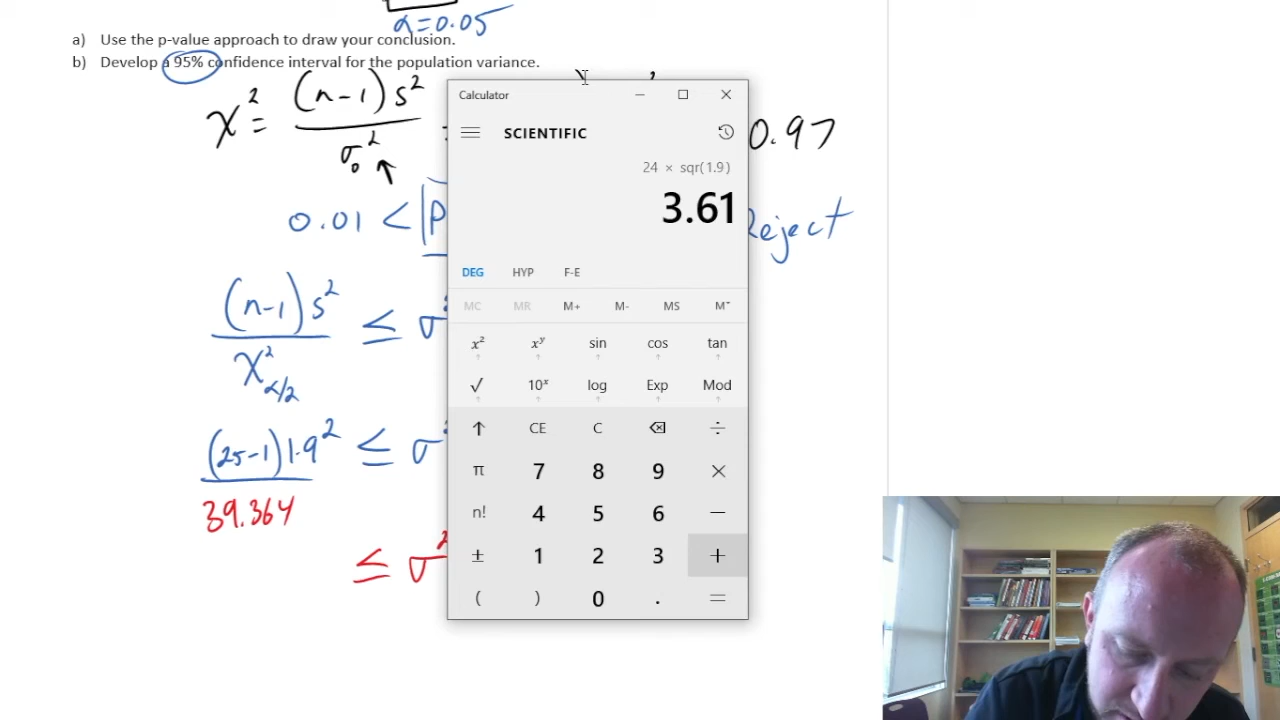 α=0.05
a) Use the p-value approach to draw your conclusion.
b) Develop a 95% confidence interval for the population variance.
χ² = (n-1)s² / σ₀²
0.97
0.01 < P
Reject
(n-1)s² / χ²α/2 ≤ σ²
(25-1)1.9² / 39.364 ≤ σ²
≤ σ²
Calculator
SCIENTIFIC
24 × sqr(1.9)
3.61
DEG HYP F-E
MC MR M+ M- MS M˅
x² xʸ sin cos tan
√ 10ˣ log Exp Mod
↑ CE C ⌫ ÷
π 7 8 9 ×
n! 4 5 6 −
± 1 2 3 +
( ) 0 . =